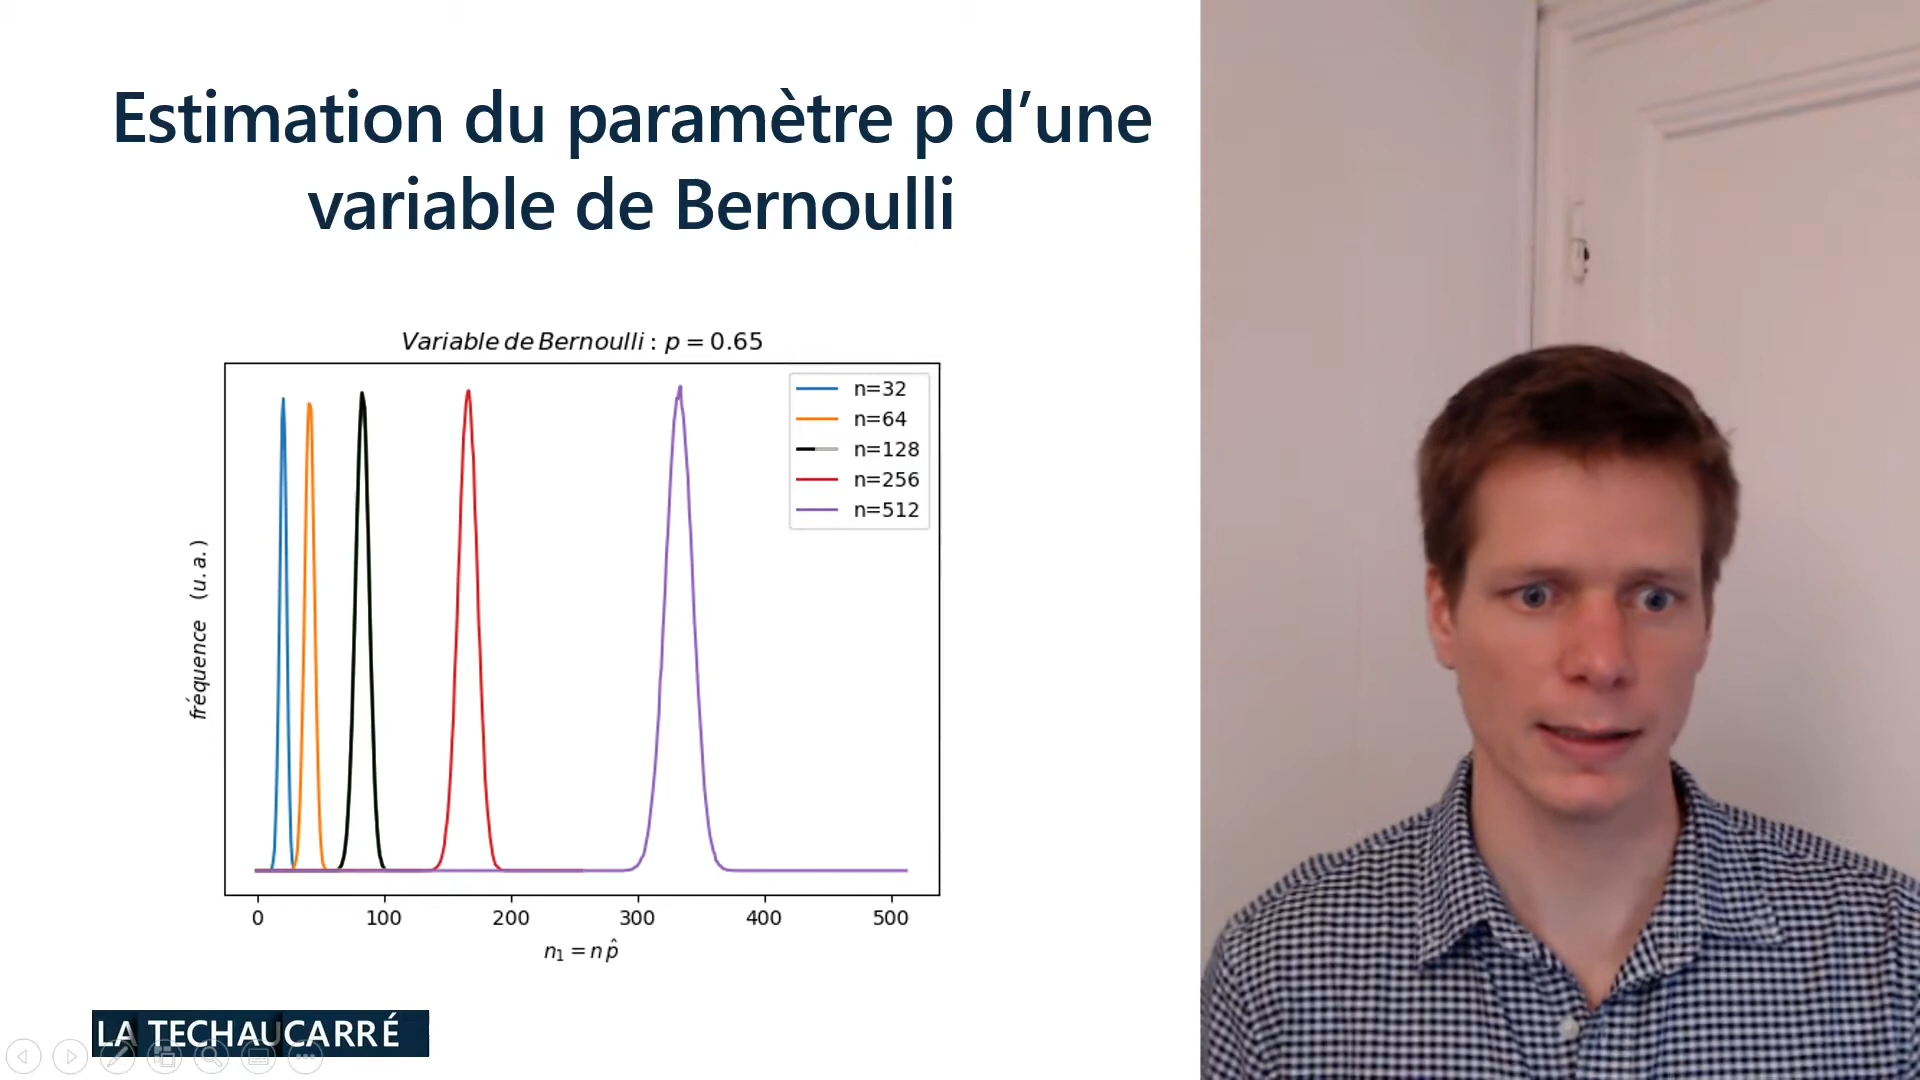 Estimation du paramètre p d’une
variable de Bernoulli
Variable de Bernoulli : p = 0.65
n=32
n=64
n=128
n=256
n=512
fréquence (u. a. )
0 100 200 300 400 500
n₁ = n p̂
LA TECHAUCARRÉ